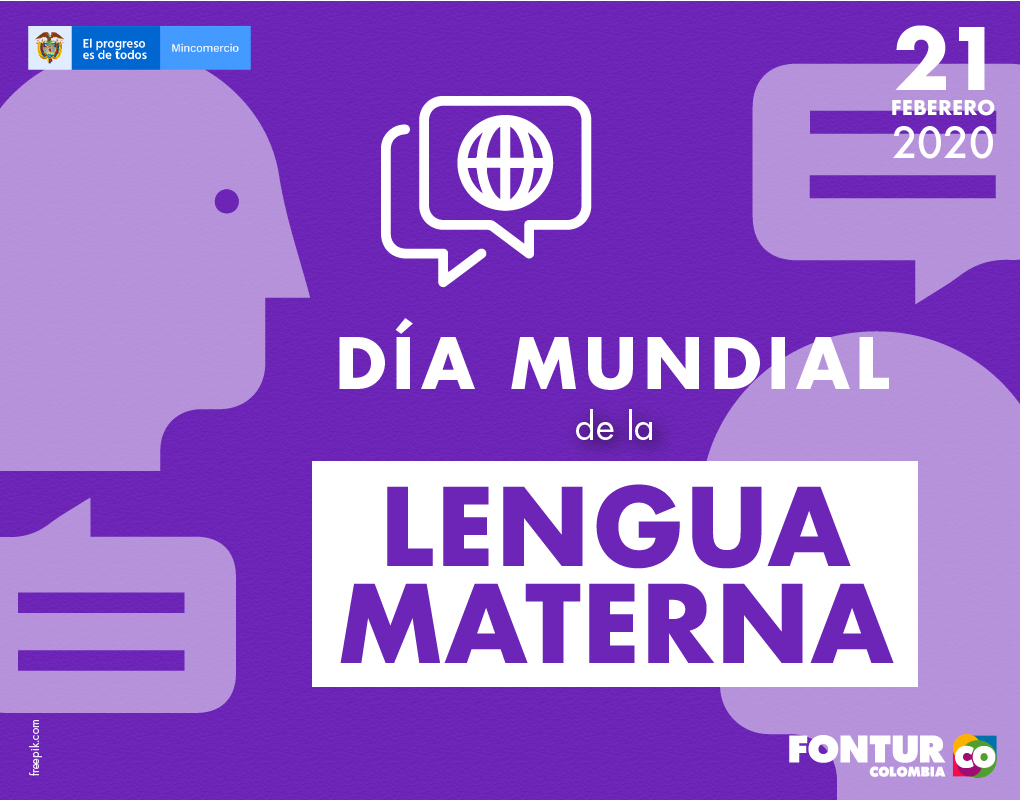 El progreso
es de todos
Mincomercio
21
FEBERERO
2020
DÍA MUNDIAL
de la
LENGUA
MATERNA
freepik.com
FONTUR
COLOMBIA
CO